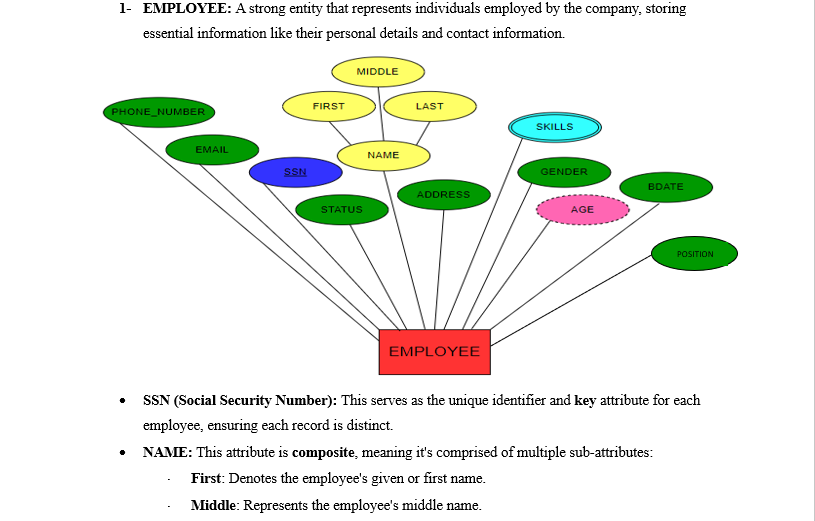 1- EMPLOYEE: A strong entity that represents individuals employed by the company, storing
essential information like their personal details and contact information.
MIDDLE
FIRST
LAST
PHONE_NUMBER
SKILLS
EMAIL
NAME
SSN
GENDER
BDATE
ADDRESS
STATUS
AGE
POSITION
EMPLOYEE
• SSN (Social Security Number): This serves as the unique identifier and key attribute for each
employee, ensuring each record is distinct.
• NAME: This attribute is composite, meaning it's comprised of multiple sub-attributes:
· First: Denotes the employee's given or first name.
· Middle: Represents the employee's middle name.